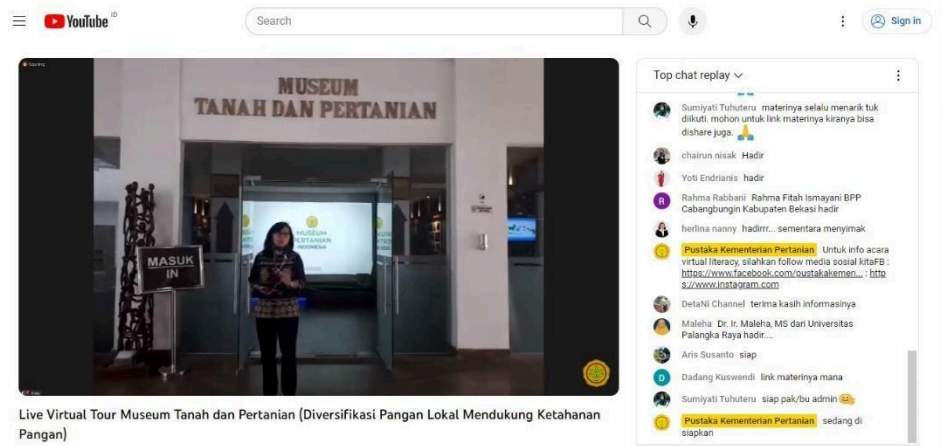 YouTube ID
Search
Sign in
MUSEUM
TANAH DAN PERTANIAN
MASUK
IN
MUSEUM
PERTANIAN
INDONESIA
Live Virtual Tour Museum Tanah dan Pertanian (Diversifikasi Pangan Lokal Mendukung Ketahanan
Pangan)
Top chat replay
Sumiyati Tuhuteru materinya selalu menarik tuk
diikuti. mohon untuk link materinya kiranya bisa
dishare juga.
chairun nisak Hadir
Yoti Endrianis hadir
Rahma Rabbani Rahma Fitah Ismayani BPP
Cabangbungin Kabupaten Bekasi hadir
herlina nanny hadirrr... sementara menyimak
Pustaka Kementerian Pertanian Untuk info acara
virtual literacy, silahkan follow media sosial kitaFB :
https://www.facebook.com/pustakakemen... : http
s://www.instagram.com
DetaNi Channel terima kasih informasinya
Maleha Dr. Ir. Maleha, MS dari Universitas
Palangka Raya hadir....
Aris Susanto siap
Dadang Kuswendi link materinya mana
Sumiyati Tuhuteru siap pak/bu admin
Pustaka Kementerian Pertanian sedang di
siapkan